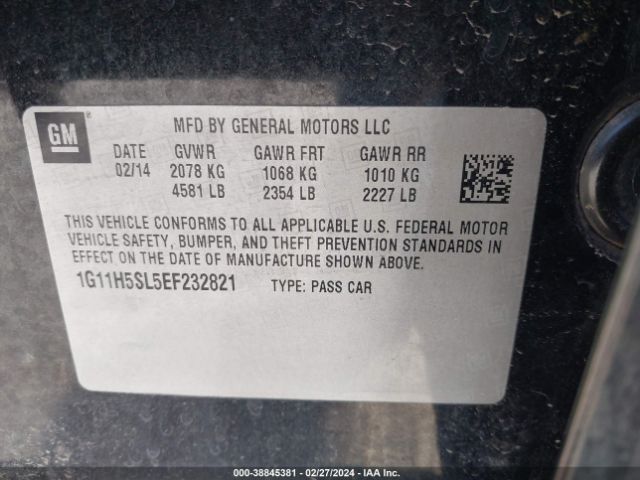 GM
MFD BY GENERAL MOTORS LLC
DATE GVWR GAWR FRT GAWR RR
02/14 2078 KG 1068 KG 1010 KG
4581 LB 2354 LB 2227 LB
THIS VEHICLE CONFORMS TO ALL APPLICABLE U.S. FEDERAL MOTOR
VEHICLE SAFETY, BUMPER, AND THEFT PREVENTION STANDARDS IN
EFFECT ON THE DATE OF MANUFACTURE SHOWN ABOVE.
1G11H5SL5EF232821 TYPE: PASS CAR
000-38845381 | 02/27/2024 | IAA Inc.